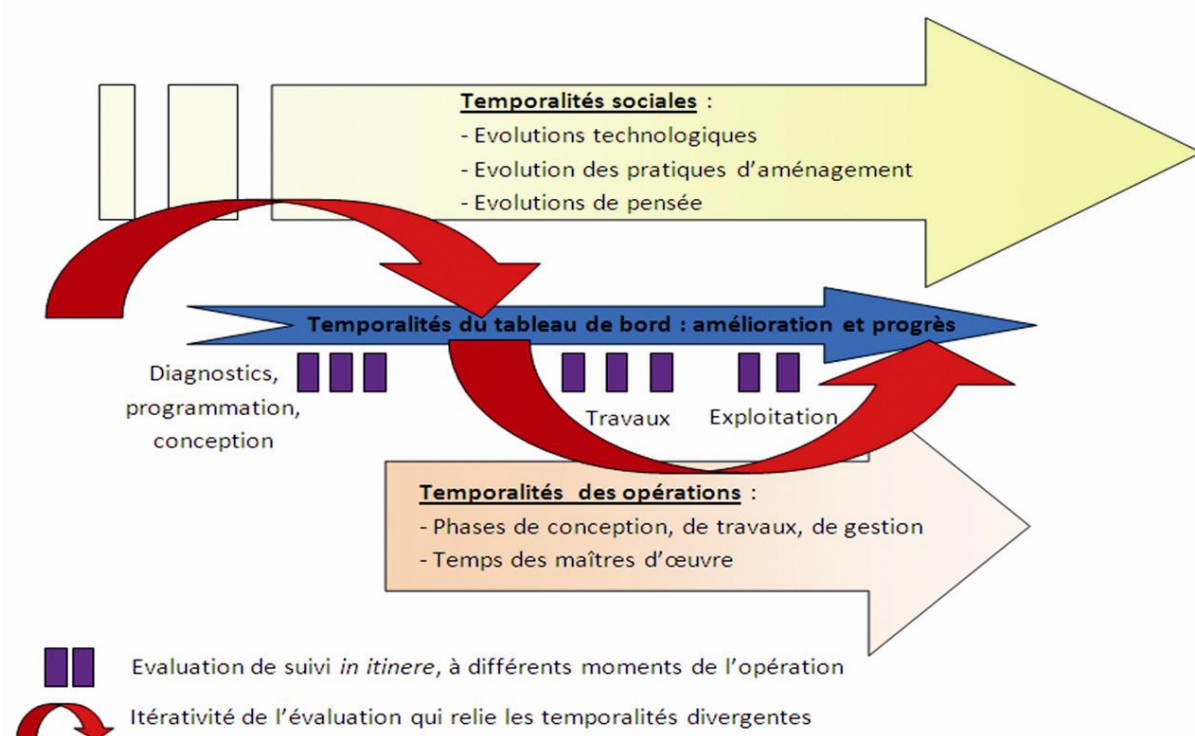 Temporalités sociales :
- Evolutions technologiques
- Evolution des pratiques d’aménagement
- Evolutions de pensée
Temporalités du tableau de bord : amélioration et progrès
Diagnostics,
programmation,
conception
Travaux
Exploitation
Temporalités des opérations :
- Phases de conception, de travaux, de gestion
- Temps des maîtres d’œuvre
Evaluation de suivi in itinere, à différents moments de l’opération
Itérativité de l’évaluation qui relie les temporalités divergentes